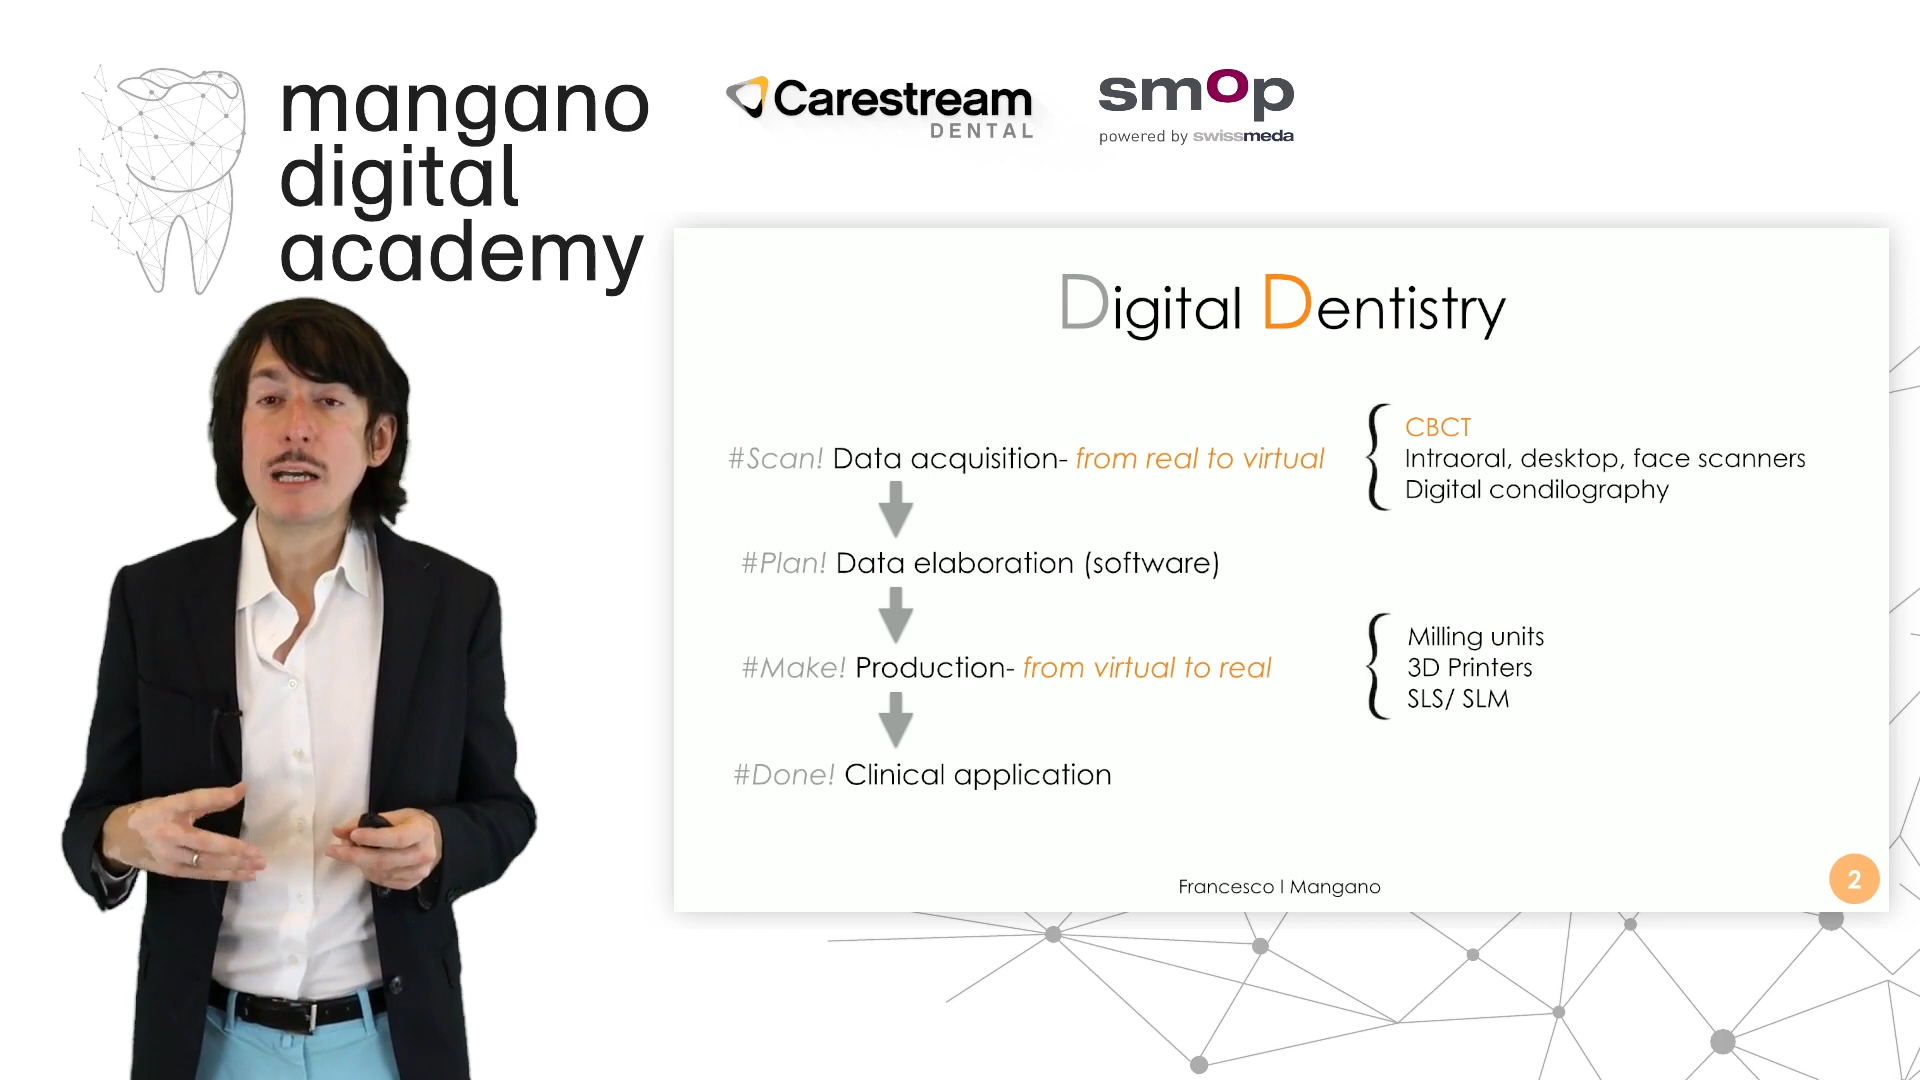 mangano
digital
academy
Carestream
DENTAL
smop
powered by swissmeda
Digital Dentistry
#Scan! Data acquisition- from real to virtual
CBCT
Intraoral, desktop, face scanners
Digital condilography
#Plan! Data elaboration (software)
#Make! Production- from virtual to real
Milling units
3D Printers
SLS/ SLM
#Done! Clinical application
Francesco | Mangano
2